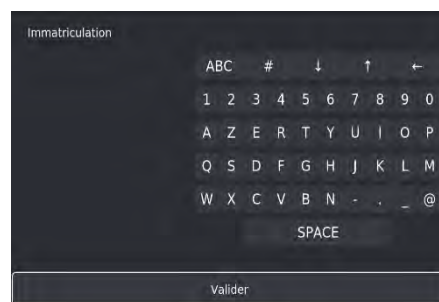 Immatriculation
ABC # ↓ ↑ ←
1 2 3 4 5 6 7 8 9 0
A Z E R T Y U I O P
Q S D F G H J K L M
W X C V B N - . _ @
SPACE
Valider